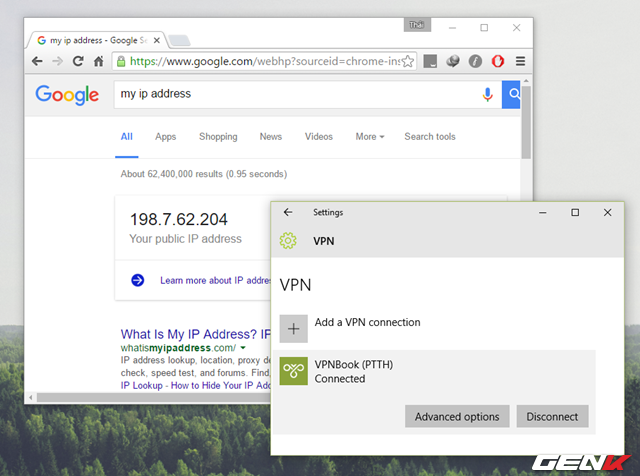 Thái
my ip address - Google Se
https://www.google.com/webhp?sourceid=chrome-ins
Google
my ip address
All Apps Shopping News Videos More Search tools
About 62,400,000 results (0.95 seconds)
198.7.62.204
Your public IP address
Learn more about IP addres
What Is My IP Address? IP
whatismyipaddress.com/
IP address lookup, location, proxy de
check, speed test, and forums. Find,
IP Lookup - How to Hide Your IP Add
Settings
VPN
VPN
Add a VPN connection
VPNBook (PTTH)
Connected
Advanced options Disconnect
GENK